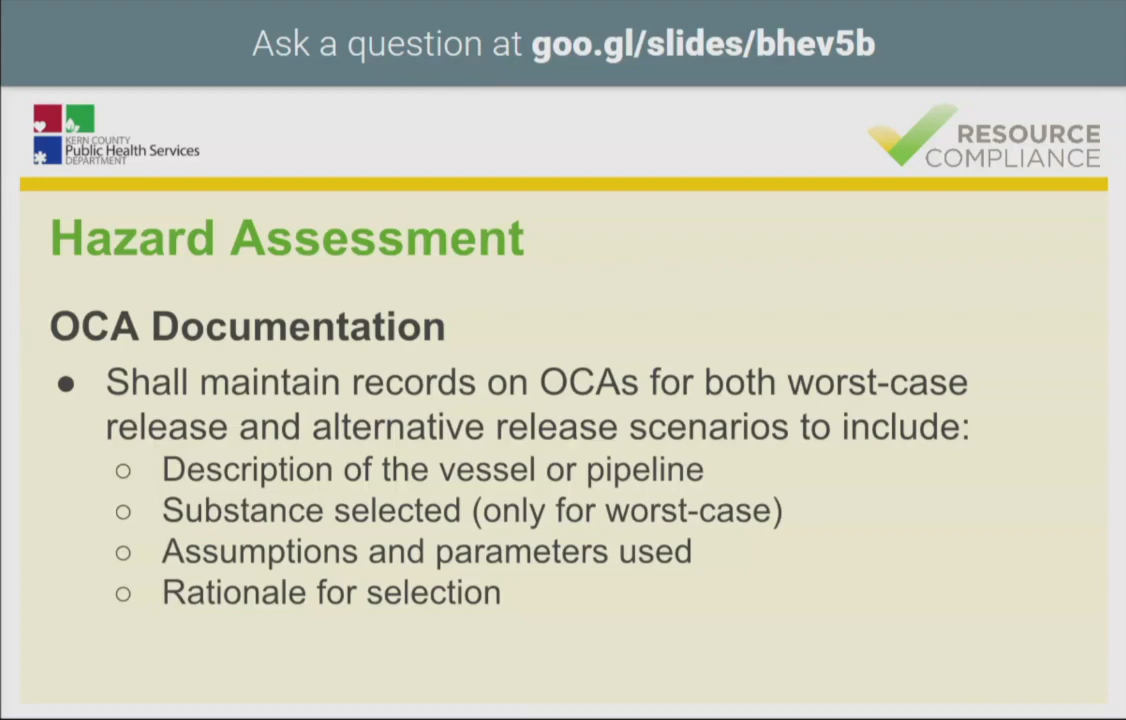 Ask a question at goo.gl/slides/bhev5b
KERN COUNTY
Public Health Services
DEPARTMENT
RESOURCE
COMPLIANCE
Hazard Assessment
OCA Documentation
● Shall maintain records on OCAs for both worst-case
release and alternative release scenarios to include:
○ Description of the vessel or pipeline
○ Substance selected (only for worst-case)
○ Assumptions and parameters used
○ Rationale for selection